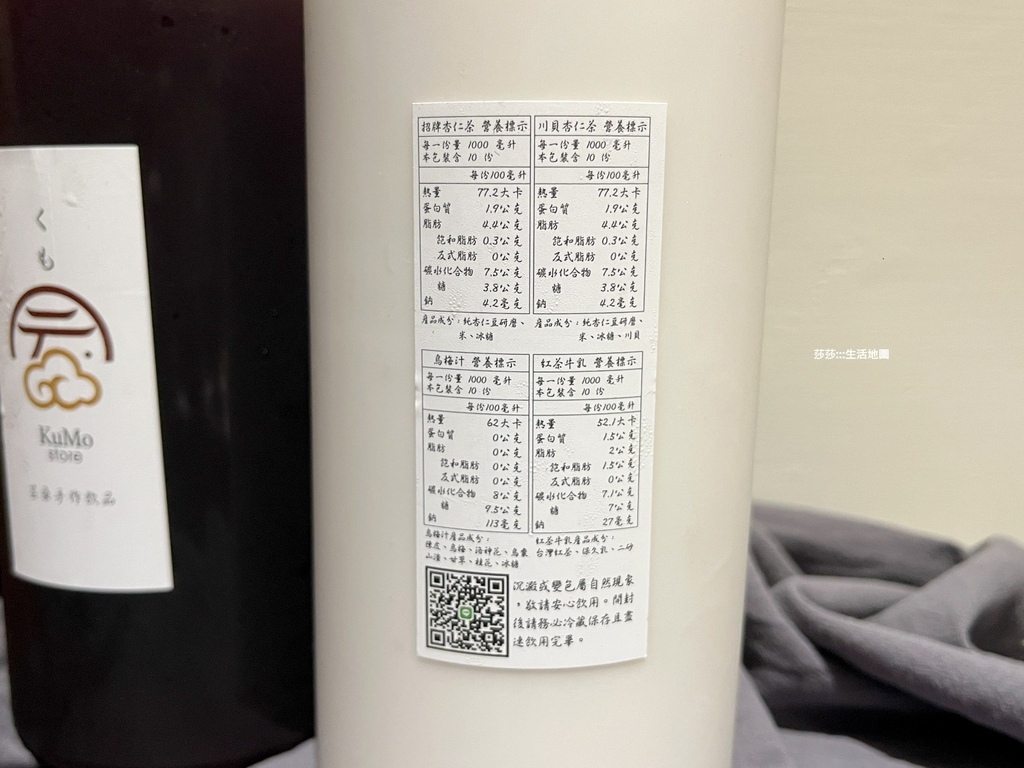 くも
KuMo
store
招牌杏仁茶 營養標示
每一份量 1000 毫升
本包裝含 10 份
每份100毫升
熱量 77.2大卡
蛋白質 1.9公克
脂肪 4.4公克
飽和脂肪 0.3公克
反式脂肪 0公克
碳水化合物 7.5公克
糖 3.8公克
鈉 4.2毫克
產品成分：純杏仁豆研磨、
米、冰糖
川貝杏仁茶 營養標示
每一份量 1000 毫升
本包裝含 10 份
每份100毫升
熱量 77.2大卡
蛋白質 1.9公克
脂肪 4.4公克
飽和脂肪 0.3公克
反式脂肪 0公克
碳水化合物 7.5公克
糖 3.8公克
鈉 4.2毫克
產品成分：純杏仁豆研磨、
米、冰糖、川貝
烏梅汁 營養標示
每一份量 1000 毫升
本包裝含 10 份
每份100毫升
熱量 62大卡
蛋白質 0公克
脂肪 0公克
飽和脂肪 0公克
反式脂肪 0公克
碳水化合物 8公克
糖 9.5公克
鈉 113毫克
烏梅汁產品成分：
陳皮、烏梅、洛神花、烏棗
山渣、甘草、桂花、冰糖
紅茶牛乳 營養標示
每一份量 1000 毫升
本包裝含 10 份
每份100毫升
熱量 52.1大卡
蛋白質 1.5公克
脂肪 2公克
飽和脂肪 1.5公克
反式脂肪 0公克
碳水化合物 7.1公克
糖 7公克
鈉 27毫克
紅茶牛乳產品成分：
台灣紅茶、保久乳、二砂
沉澱或變色屬自然現象
，敬請安心飲用。開封
後請務必冷藏保存且盡
速飲用完畢。
莎莎:::生活地圖